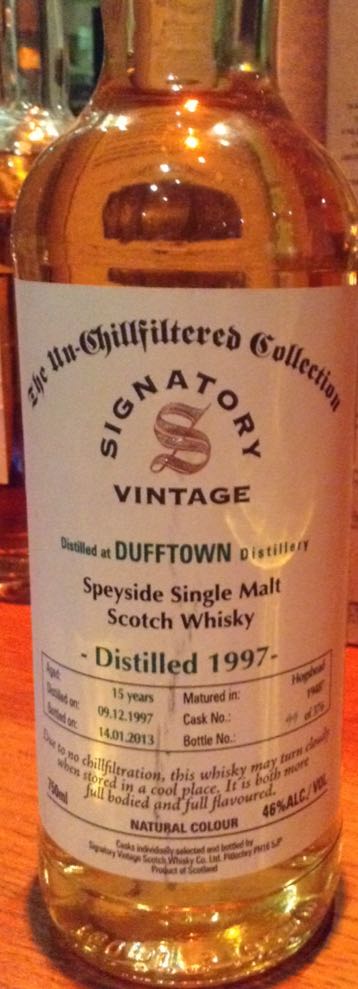 The Un-Chillfiltered Collection
SIGNATORY
S
VINTAGE
Distilled at DUFFTOWN Distillery
Speyside Single Malt
Scotch Whisky
- Distilled 1997-
Aged: 15 years Matured in: Hogshead
Distilled on: 09.12.1997 Cask No.:
Bottled on: 14.01.2013 Bottle No.: of 376
Due to no chillfiltration, this whisky may turn cloudy
when stored in a cool place. It is both more
full bodied and full flavoured.
750ml 46%ALC./VOL
NATURAL COLOUR
Casks individually selected and bottled by
Signatory Vintage Scotch Whisky Co. Ltd. Pitlochry PH16 5JP
Product of Scotland